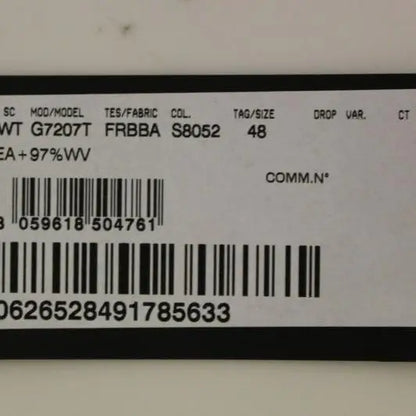 SC MOD/MODEL TES/FABRIC COL. TAG/SIZE DROP VAR. CT
WT G7207T FRBBA S8052 48
EA+97%WV
COMM.N°
8 059618 504761
0626528491785633